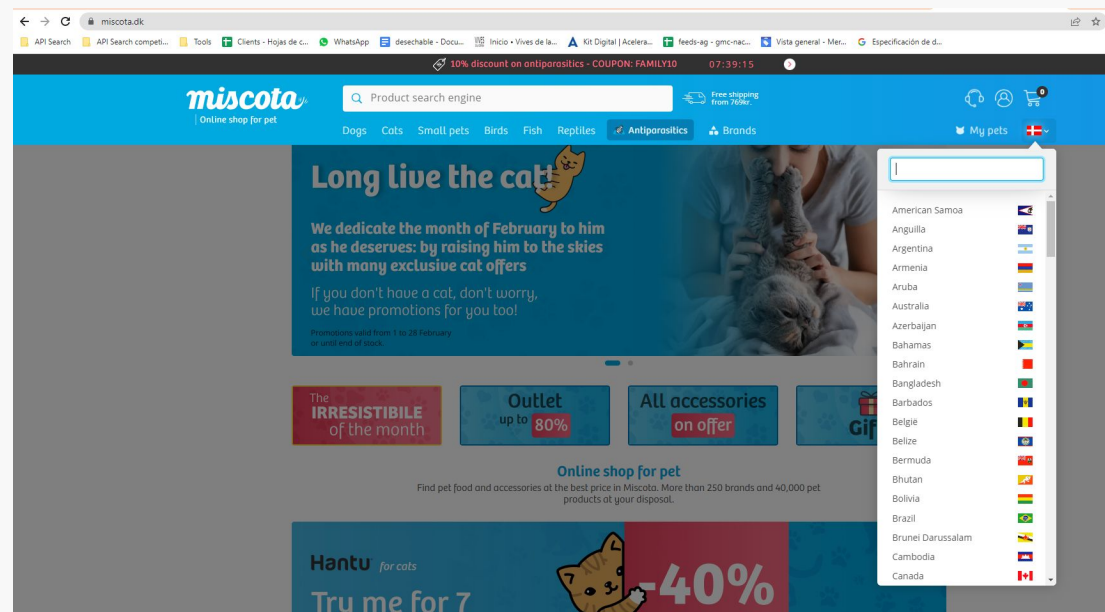 miscota.dk
API Search
API Search competi...
Tools
Clients - Hojas de c...
WhatsApp
desechable - Docu...
Inicio • Vives de la...
Kit Digital | Acelera...
feeds-ag - gmc-nac...
Vista general - Mer...
Especificación de d...
10% discount on antiparasitics - COUPON: FAMILY10 07:39:15
miscota
Online shop for pet
Product search engine
Free shipping
from 769kr.
0
Dogs Cats Small pets Birds Fish Reptiles Antiparasitics Brands
My pets
Long live the cat!
We dedicate the month of February to him
as he deserves: by raising him to the skies
with many exclusive cat offers
If you don't have a cat, don't worry,
we have promotions for you too!
Promotions valid from 1 to 28 February
or until end of stock.
The
IRRESISTIBILE
of the month
Outlet
up to 80%
All accessories
on offer
Gif
Online shop for pet
Find pet food and accessories at the best price in Miscota. More than 250 brands and 40,000 pet
products at your disposal.
Hantu for cats
Try me for 7
-40%
American Samoa
Anguilla
Argentina
Armenia
Aruba
Australia
Azerbaijan
Bahamas
Bahrain
Bangladesh
Barbados
België
Belize
Bermuda
Bhutan
Bolivia
Brazil
Brunei Darussalam
Cambodia
Canada